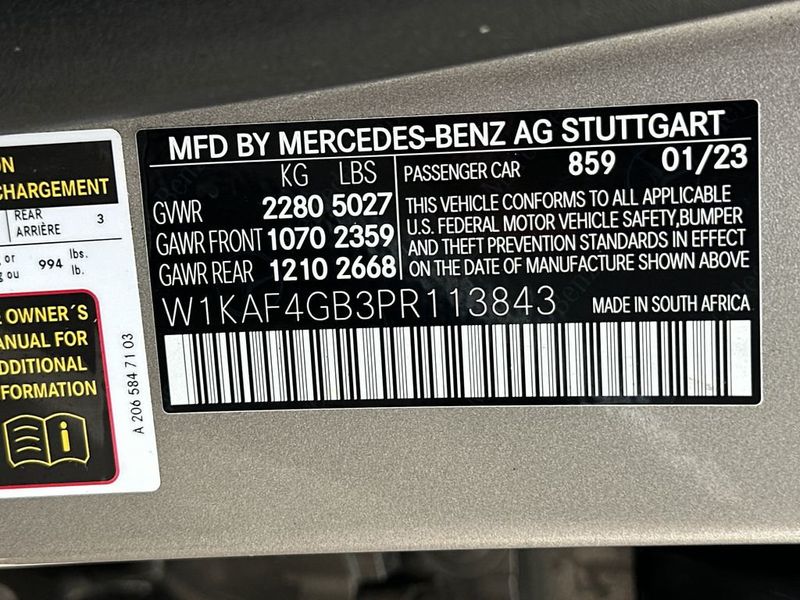 ON
CHARGEMENT
REAR
ARRIÈRE
3
or
ou
994
lbs.
lb.
OWNER´S
ANUAL FOR
DDITIONAL
FORMATION
i
A 206 584 71 03
MFD BY MERCEDES-BENZ AG STUTTGART
KG LBS
GVWR 2280 5027
GAWR FRONT 1070 2359
GAWR REAR 1210 2668
PASSENGER CAR 859 01/23
THIS VEHICLE CONFORMS TO ALL APPLICABLE
U.S. FEDERAL MOTOR VEHICLE SAFETY,BUMPER
AND THEFT PREVENTION STANDARDS IN EFFECT
ON THE DATE OF MANUFACTURE SHOWN ABOVE
W1KAF4GB3PR113843
MADE IN SOUTH AFRICA